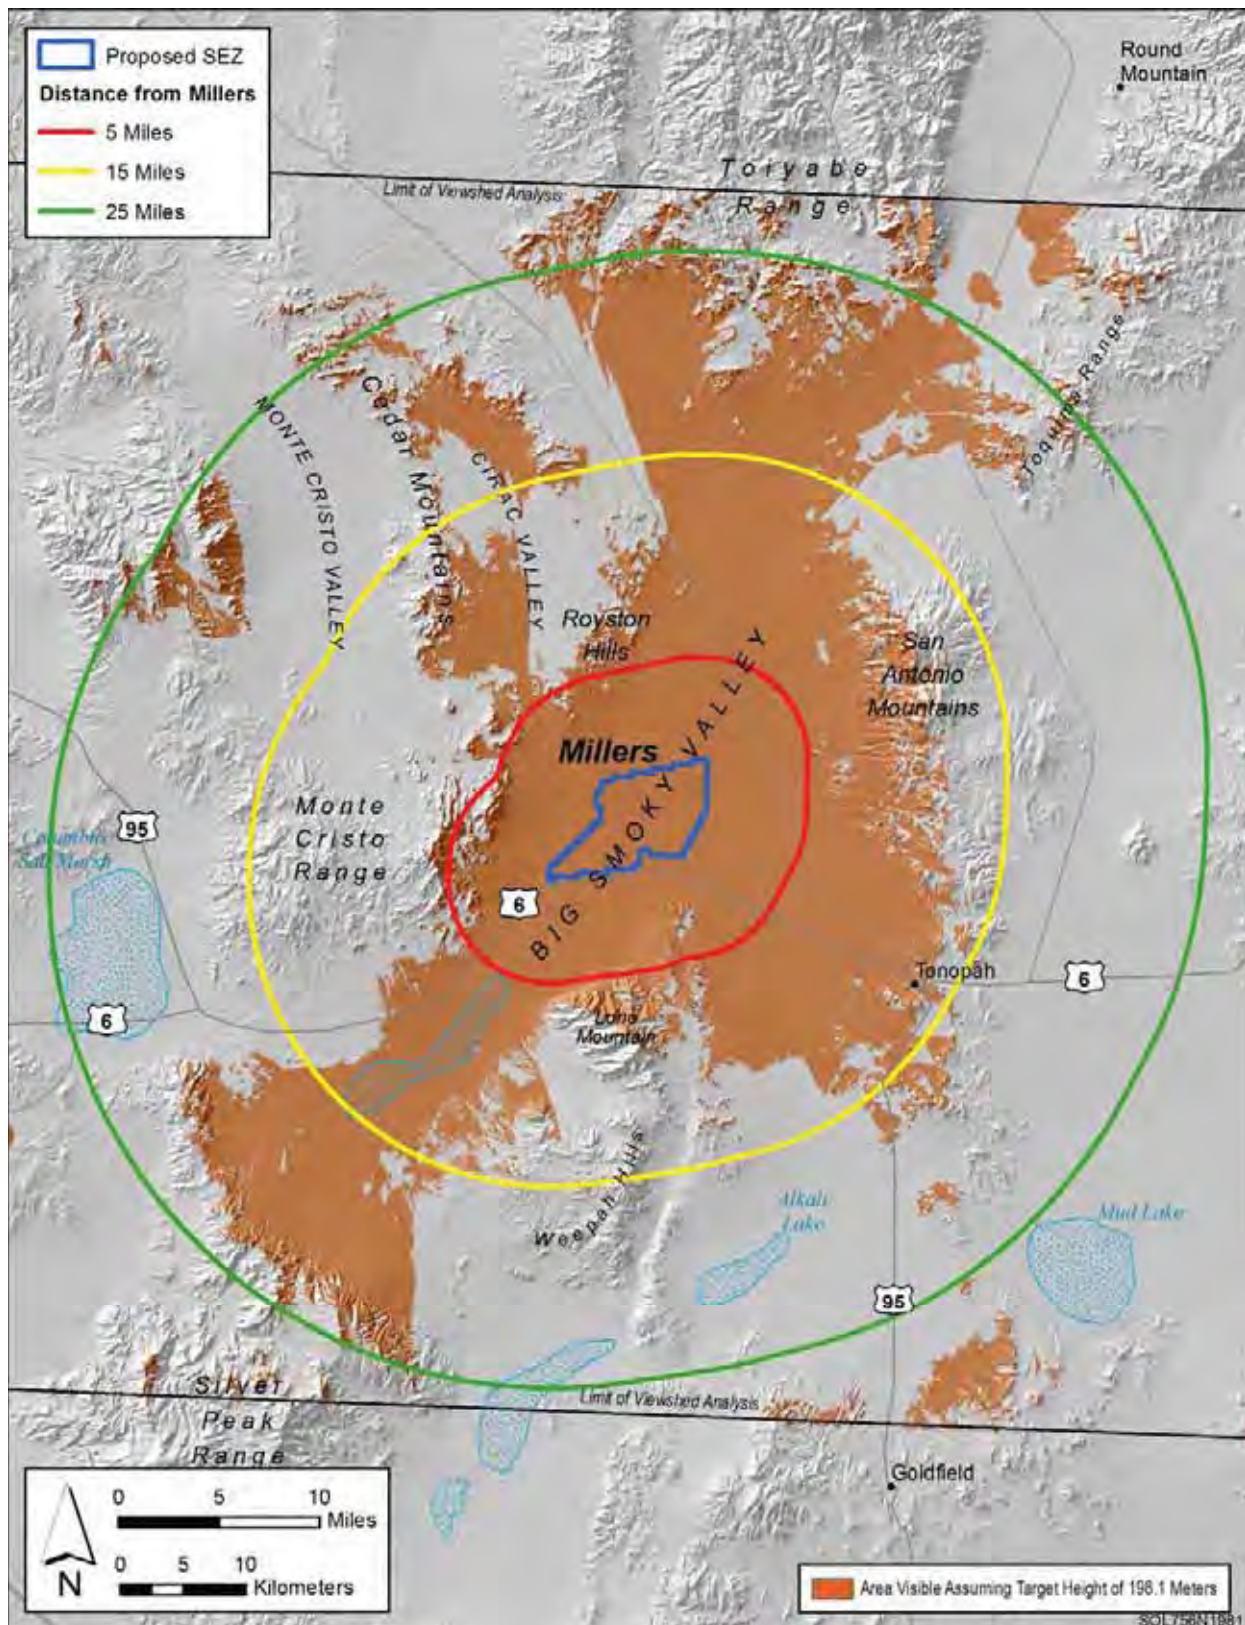 Proposed SEZ
Distance from Millers
5 Miles
15 Miles
25 Miles
Round
Mountain
Limit of Viewshed Analysis
Toiyabe
Range
Toquima Range
Cedar Mountains
MONTE CRISTO VALLEY
CIRAC VALLEY
Royston
Hills
San
Antonio
Mountains
Millers
BIG SMOKY VALLEY
Monte
Cristo
Range
95
Columbus
Salt Marsh
6
6
Tonopah
6
Lone
Mountain
Weepah Hills
Alkali
Lake
Mud Lake
95
Silver
Peak
Range
Limit of Viewshed Analysis
Goldfield
0 5 10
Miles
0 5 10
Kilometers
N
Area Visible Assuming Target Height of 198.1 Meters
SOL756N1981